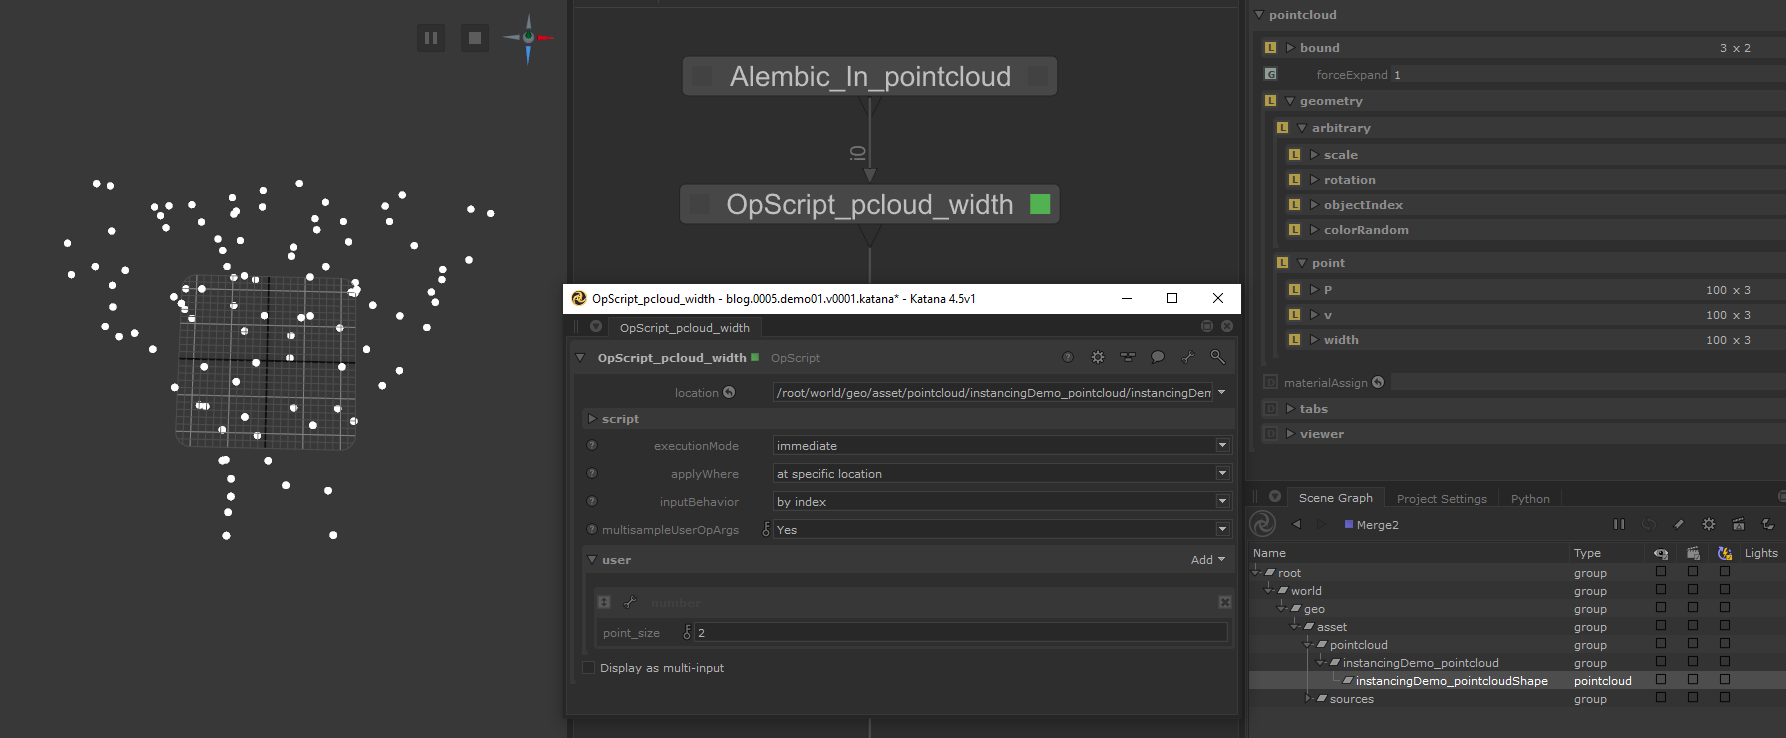 Alembic_In_pointcloud
i0
OpScript_pcloud_width
OpScript_pcloud_width - blog.0005.demo01.v0001.katana* - Katana 4.5v1
OpScript_pcloud_width
OpScript_pcloud_width OpScript
location /root/world/geo/asset/pointcloud/instancingDemo_pointcloud/instancingDem
script
executionMode immediate
applyWhere at specific location
inputBehavior by index
multisampleUserOpArgs Yes
user Add
number
point_size 2
Display as multi-input
pointcloud
L bound 3 x 2
G forceExpand 1
L geometry
L arbitrary
L scale
L rotation
L objectIndex
L colorRandom
L point
L P 100 x 3
L v 100 x 3
L width 100 x 3
D materialAssign
D tabs
D viewer
Scene Graph Project Settings Python
Merge2
Name Type Lights
root group
world group
geo group
asset group
pointcloud group
instancingDemo_pointcloud group
instancingDemo_pointcloudShape pointcloud
sources group